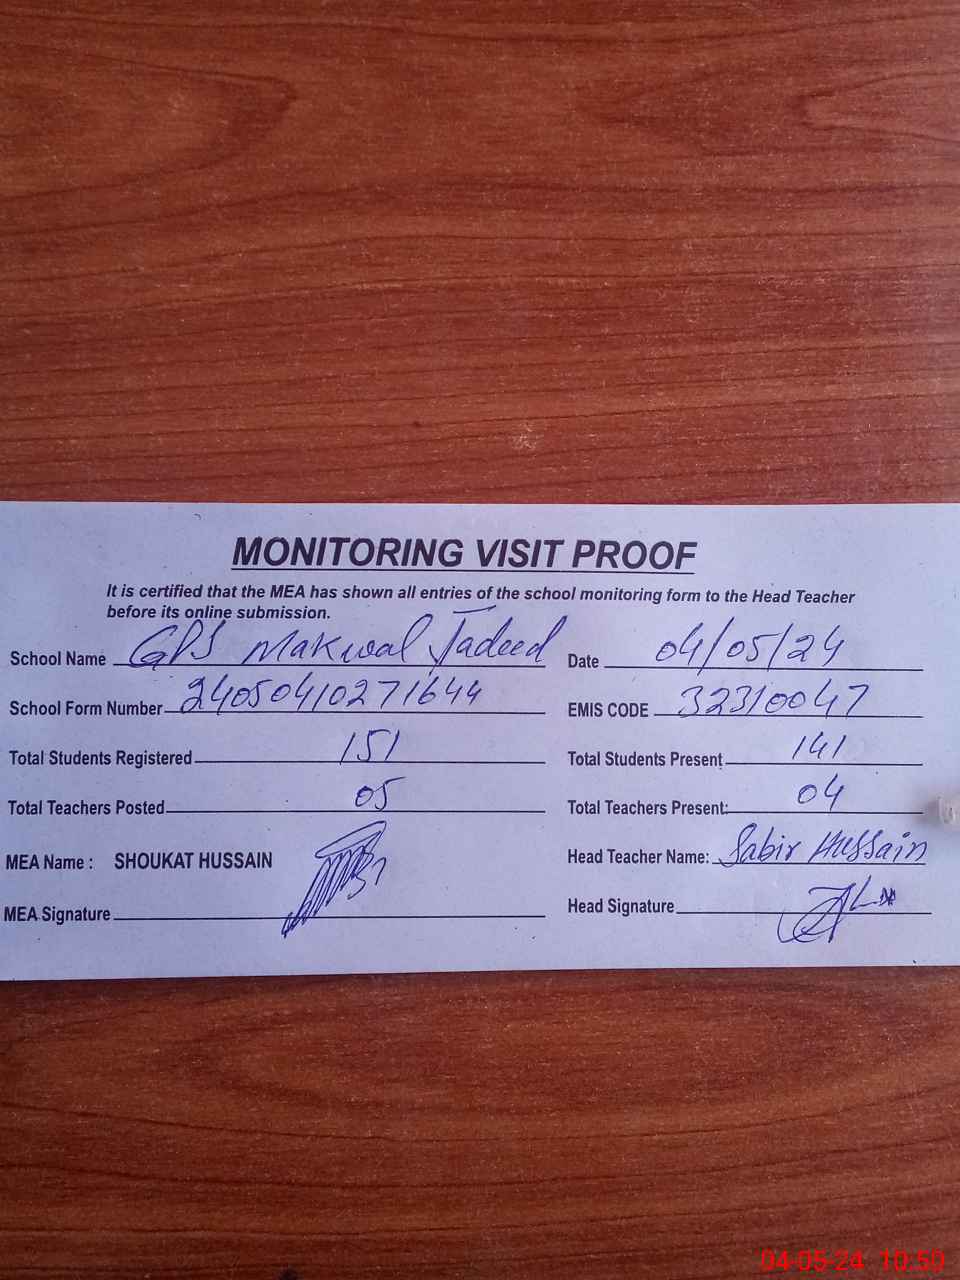 MONITORING VISIT PROOF
It is certified that the MEA has shown all entries of the school monitoring form to the Head Teacher
before its online submission.
School Name GPS Makwal Jadeed Date 04/05/24
School Form Number 24050410271644 EMIS CODE 32310047
Total Students Registered 151 Total Students Present 141
Total Teachers Posted 05 Total Teachers Present: 04
MEA Name : SHOUKAT HUSSAIN Head Teacher Name: Sabir Hussain
MEA Signature Head Signature
04-05-24 10:50